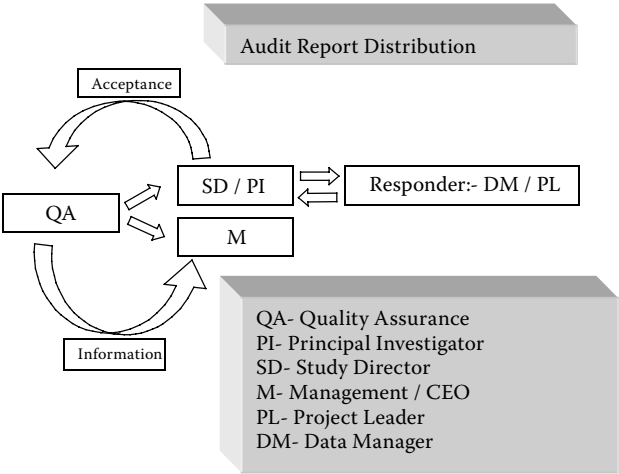 Audit Report Distribution
Acceptance
SD / PI
Responder:- DM / PL
QA
M
Information
QA- Quality Assurance
PI- Principal Investigator
SD- Study Director
M- Management / CEO
PL- Project Leader
DM- Data Manager